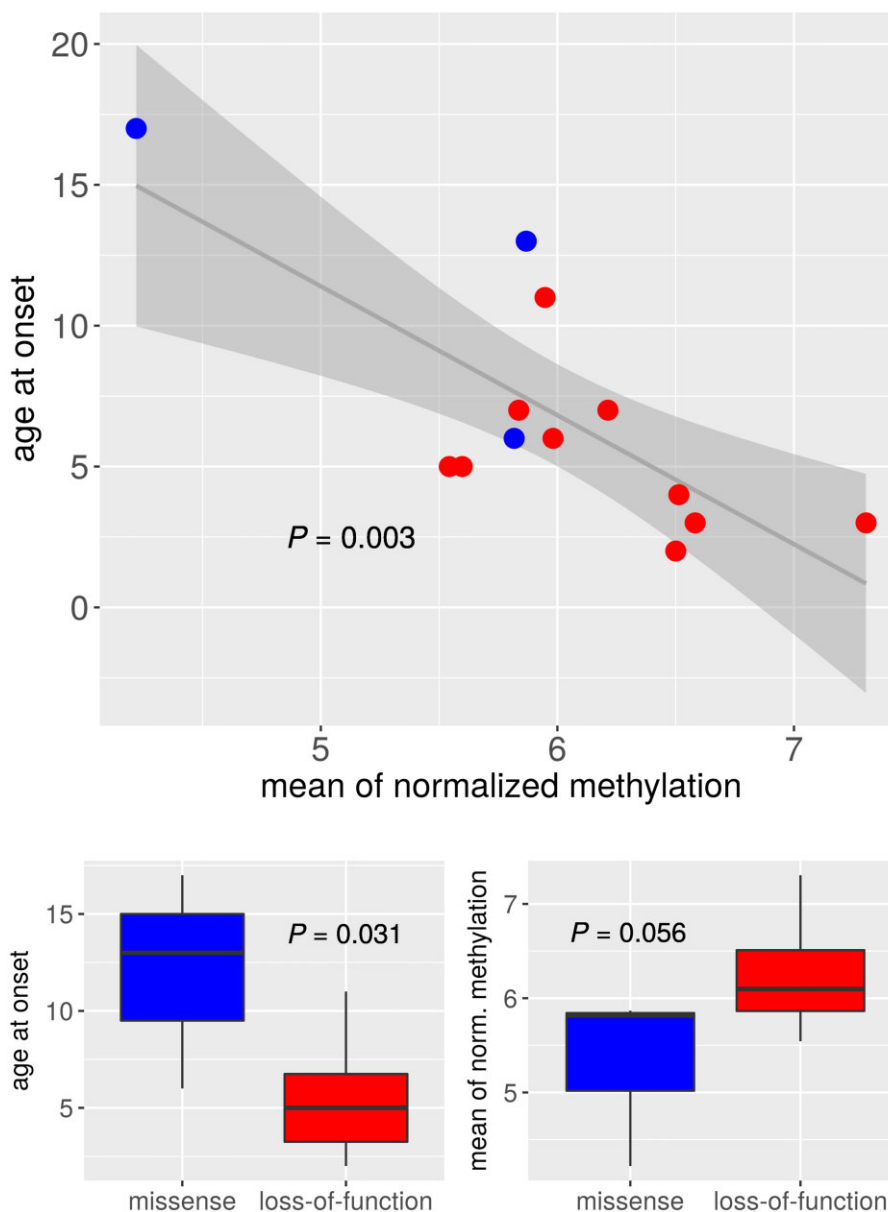 20
15
10
5
0
age at onset
P = 0.003
5 6 7
mean of normalized methylation
15
10
5
age at onset
P = 0.031
missense loss-of-function
7
6
5
mean of norm. methylation
P = 0.056
missense loss-of-function